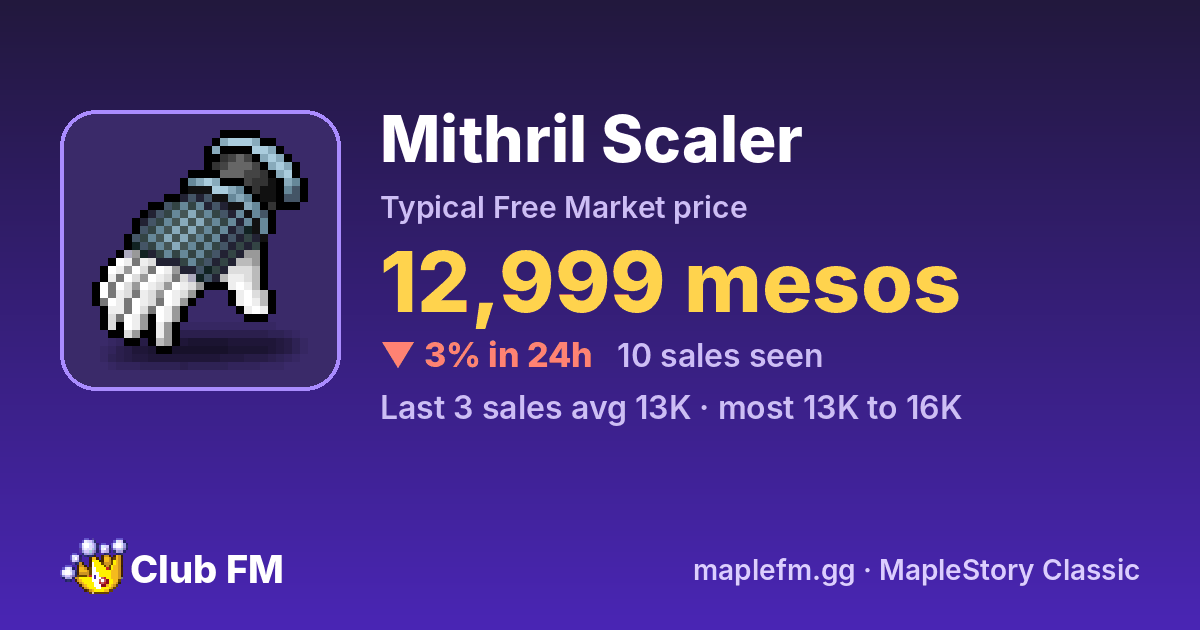 Mithril Scaler
Typical Free Market price
12,999 mesos
▼ 3% in 24h 10 sales seen
Last 3 sales avg 13K · most 13K to 16K
Club FM
maplefm.gg · MapleStory Classic